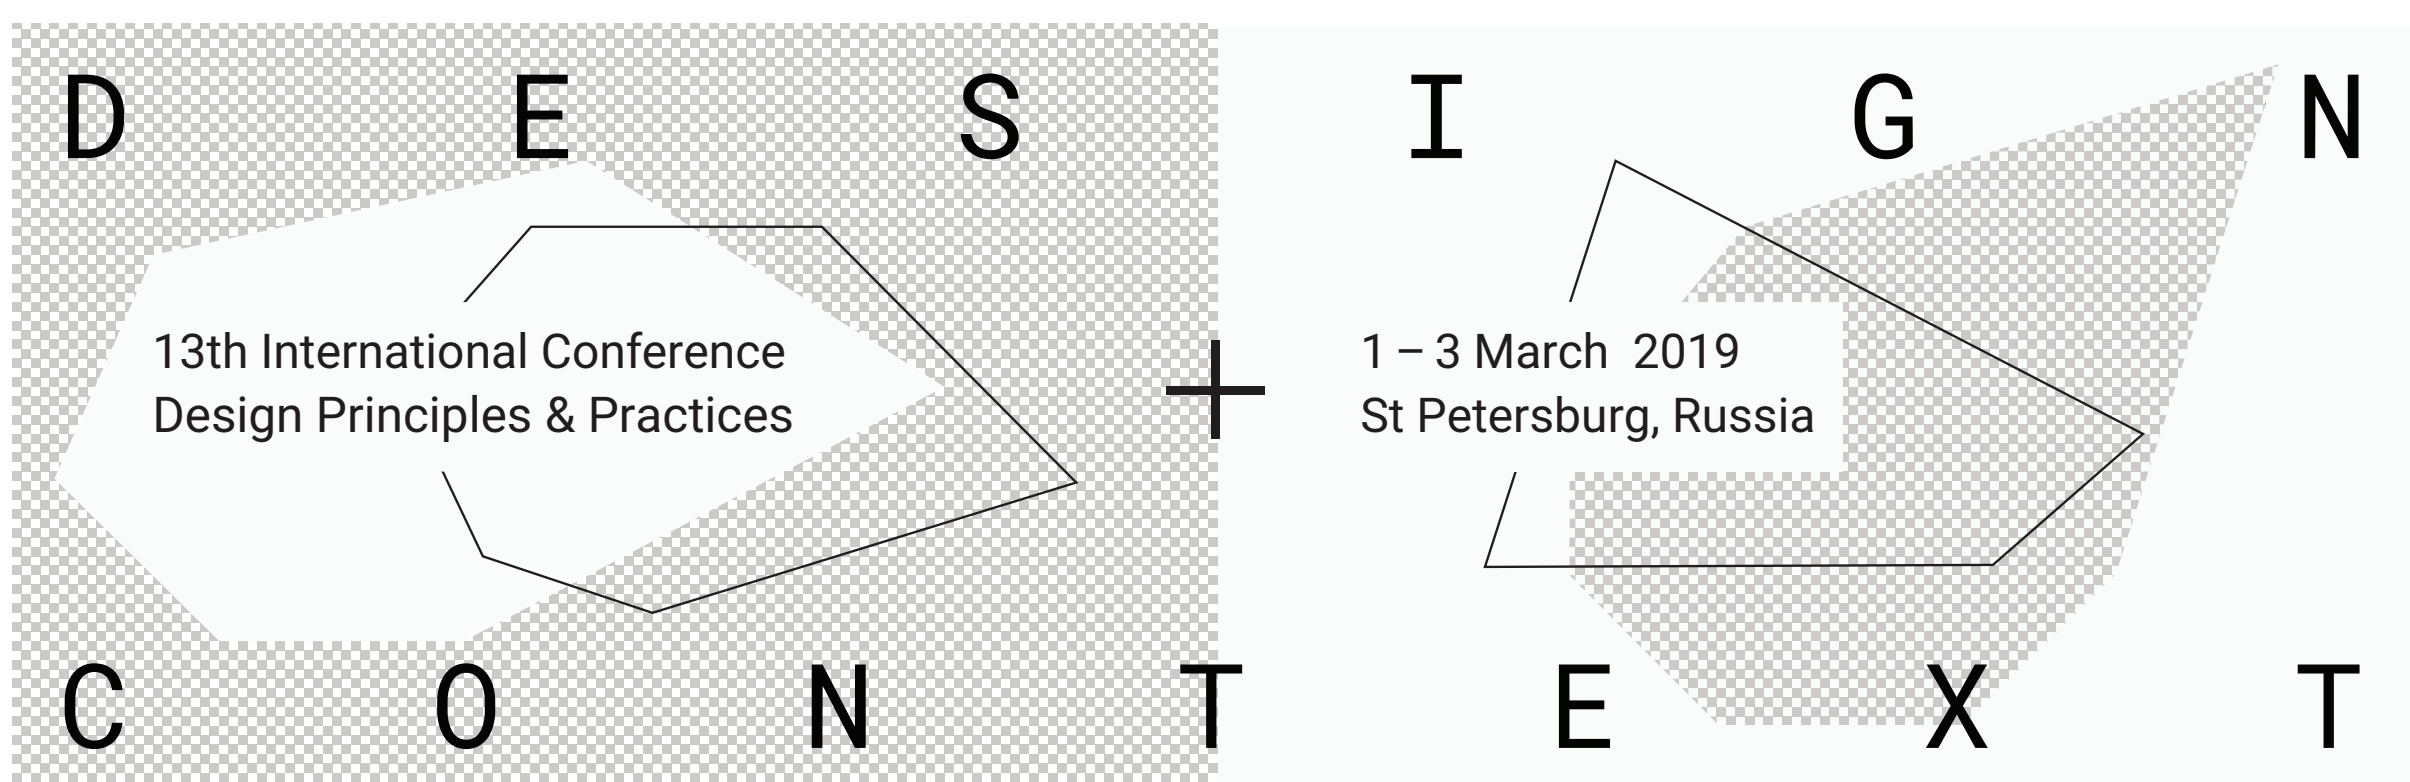 D E S I G N
13th International Conference
Design Principles & Practices
+
1 – 3 March 2019
St Petersburg, Russia
C O N T E X T